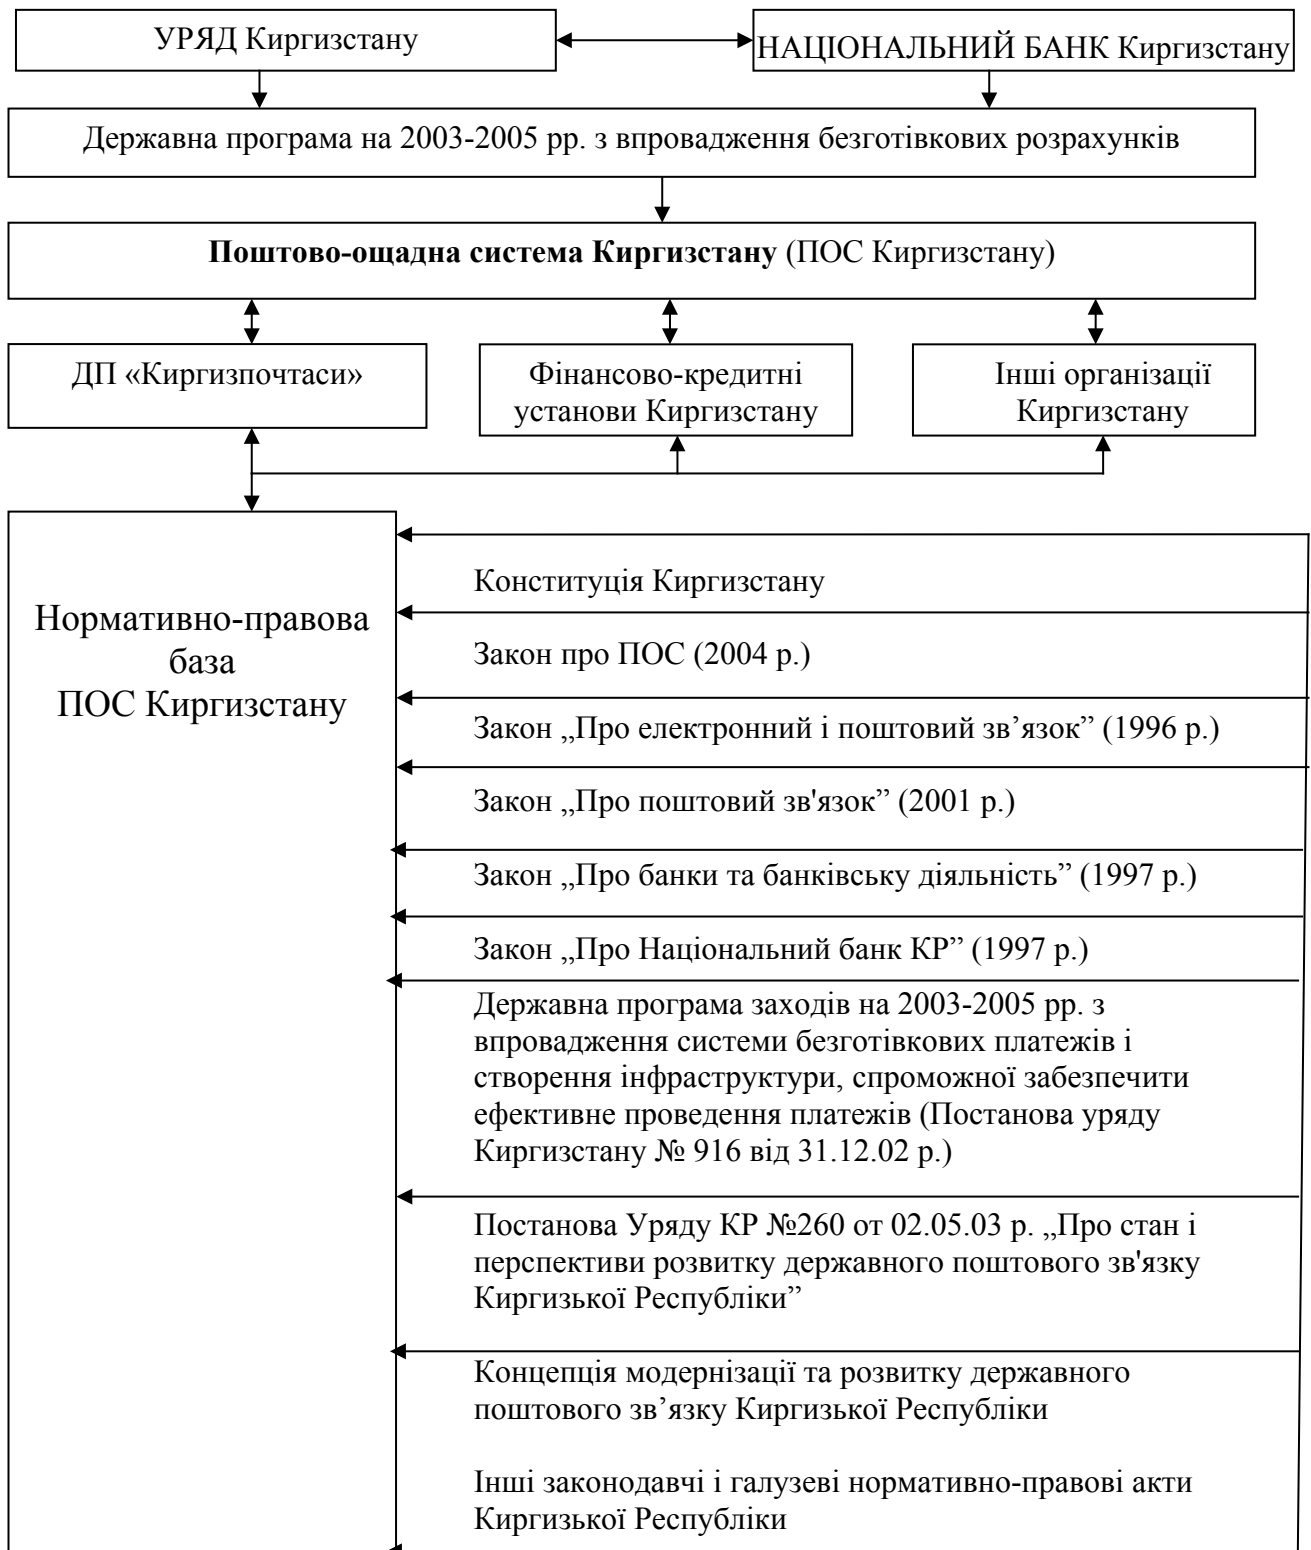 УРЯД Киргизстану
НАЦІОНАЛЬНИЙ БАНК Киргизстану
Державна програма на 2003-2005 рр. з впровадження безготівкових розрахунків
Поштово-ощадна система Киргизстану (ПОС Киргизстану)
ДП «Киргизпочтаси»
Фінансово-кредитні
установи Киргизстану
Інші організації
Киргизстану
Нормативно-правова
база
ПОС Киргизстану
Конституція Киргизстану
Закон про ПОС (2004 р.)
Закон „Про електронний і поштовий зв’язок” (1996 р.)
Закон „Про поштовий зв'язок” (2001 р.)
Закон „Про банки та банківську діяльність” (1997 р.)
Закон „Про Національний банк КР” (1997 р.)
Державна програма заходів на 2003-2005 рр. з
впровадження системи безготівкових платежів і
створення інфраструктури, спроможної забезпечити
ефективне проведення платежів (Постанова уряду
Киргизстану № 916 від 31.12.02 р.)
Постанова Уряду КР №260 от 02.05.03 р. „Про стан і
перспективи розвитку державного поштового зв'язку
Киргизької Республіки”
Концепція модернізації та розвитку державного
поштового зв’язку Киргизької Республіки
Інші законодавчі і галузеві нормативно-правові акти
Киргизької Республіки